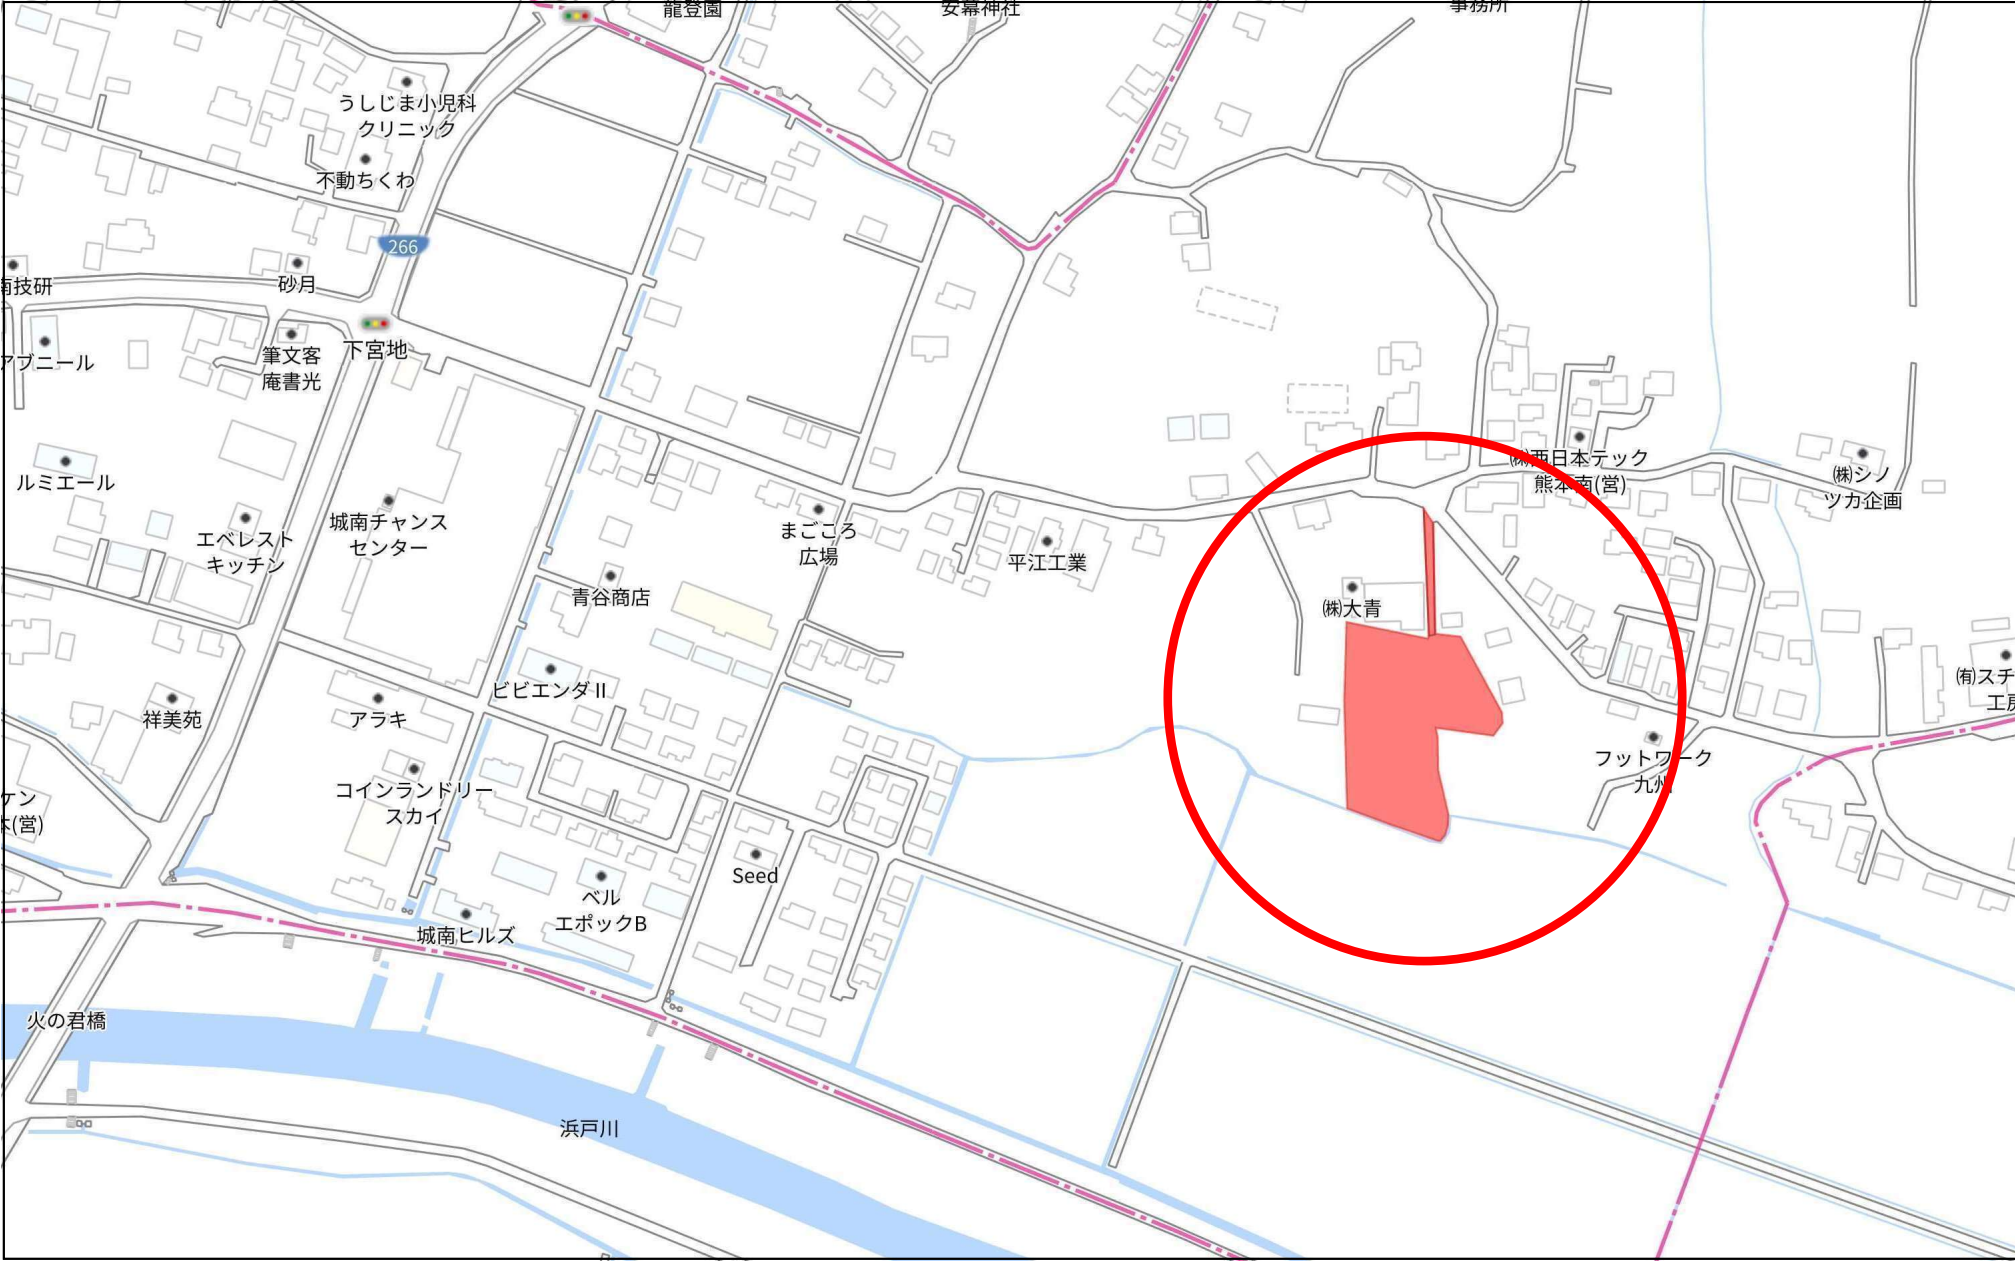 龍登園
安幕神社
事務所
うしじま小児科
クリニック
不動ちくわ
266
南技研
砂月
アブニール
筆文客
庵書光
下宮地
ルミエール
エベレスト
キッチン
城南チャンス
センター
まごころ
広場
平江工業
青谷商店
㈱西日本テック
熊本南(営)
㈱シノ
ツカ企画
㈱大青
ビビエンダⅡ
祥美苑
アラキ
㈲スチ
工房
フットワーク
九州
コインランドリー
スカイ
ケン
本(営)
Seed
ベル
エポックB
城南ヒルズ
火の君橋
浜戸川